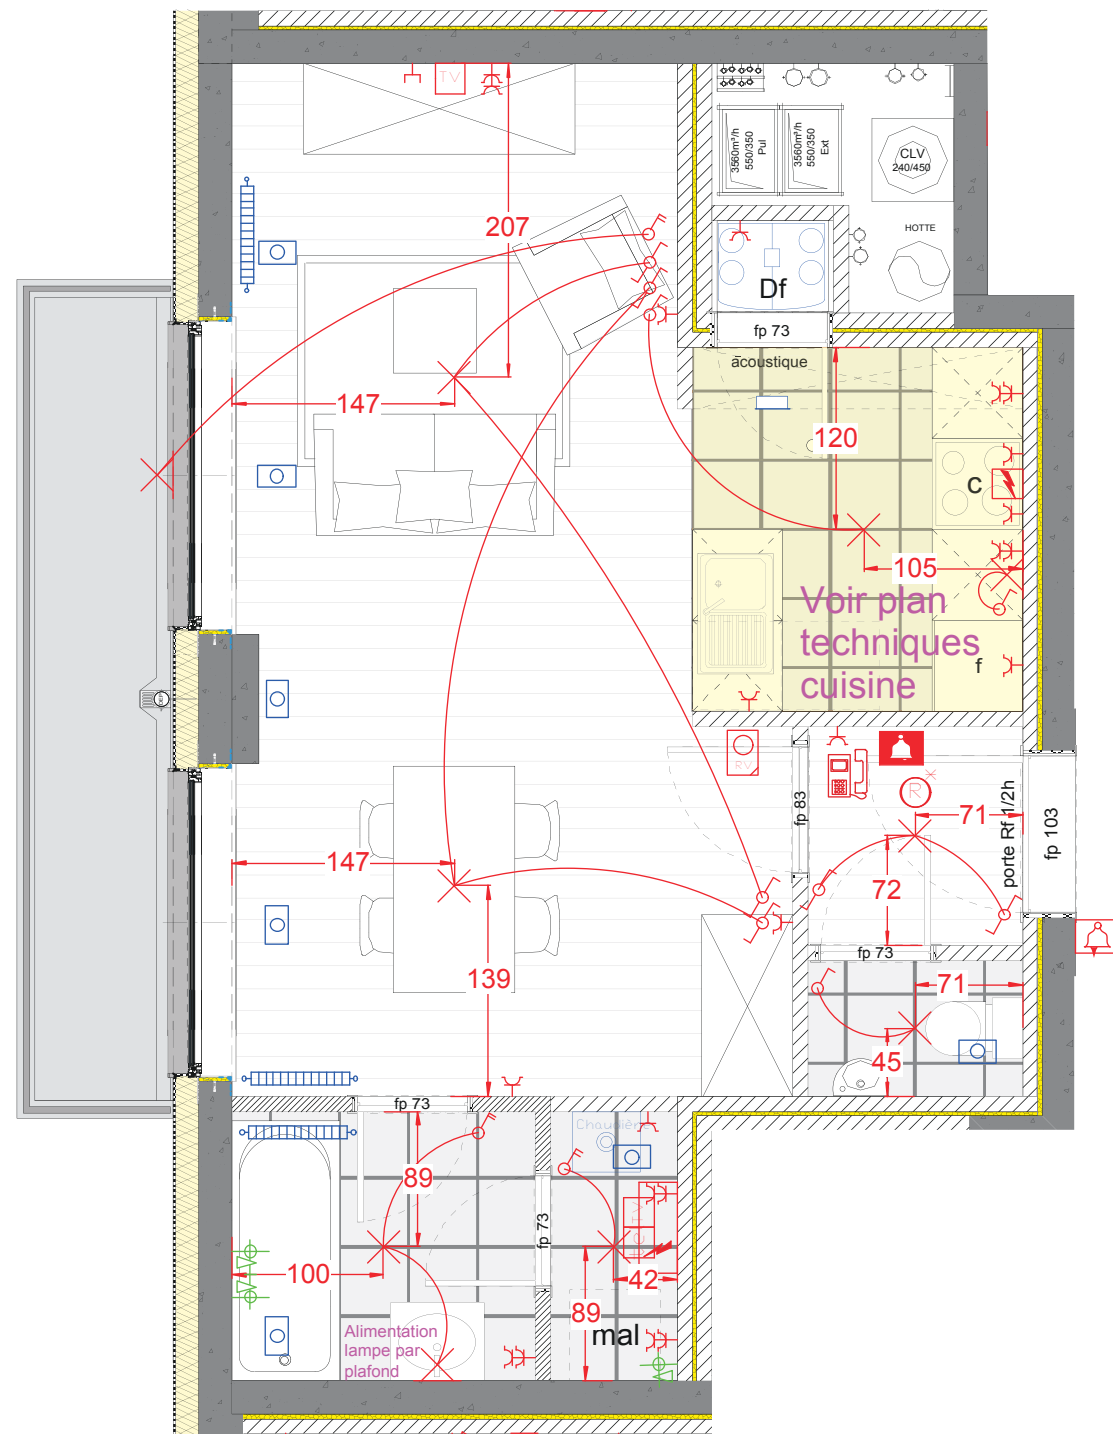 TV
3560m³/h
550/350
Pul
3560m³/h
550/350
Ext
CLV
240/450
HOTTE
207
Df
fp 73
acoustique
147
120
c
105
Voir plan
techniques
cuisine
f
RV
fp 83
R
*
71
porte Rf 1/2h
fp 103
147
72
fp 73
139
71
45
fp 73
Chaudière
89
fp 73
100
42
89
mal
Alimentation
lampe par
plafond